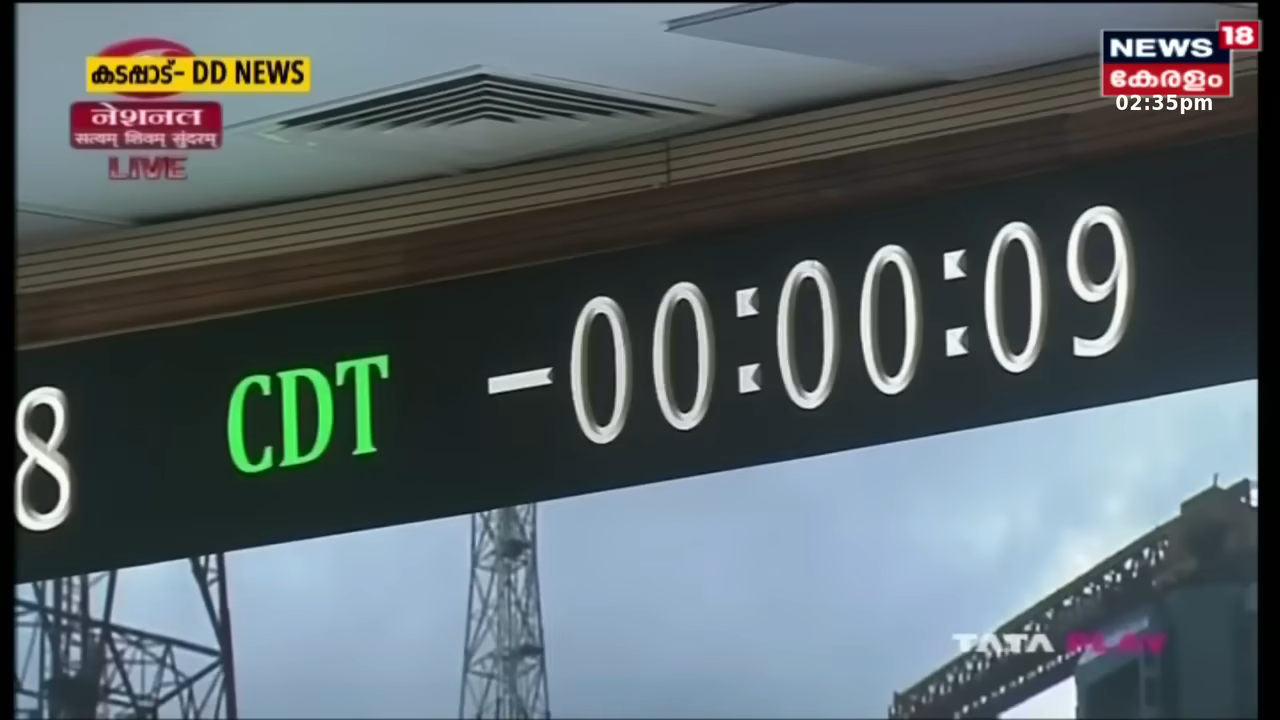 കടപ്പാട്- DD NEWS
नेशनल
सत्यम् शिवम् सुंदरम्
LIVE
NEWS 18
കേരളം
02:35pm
8 CDT -00:00:09
TATA PLAY